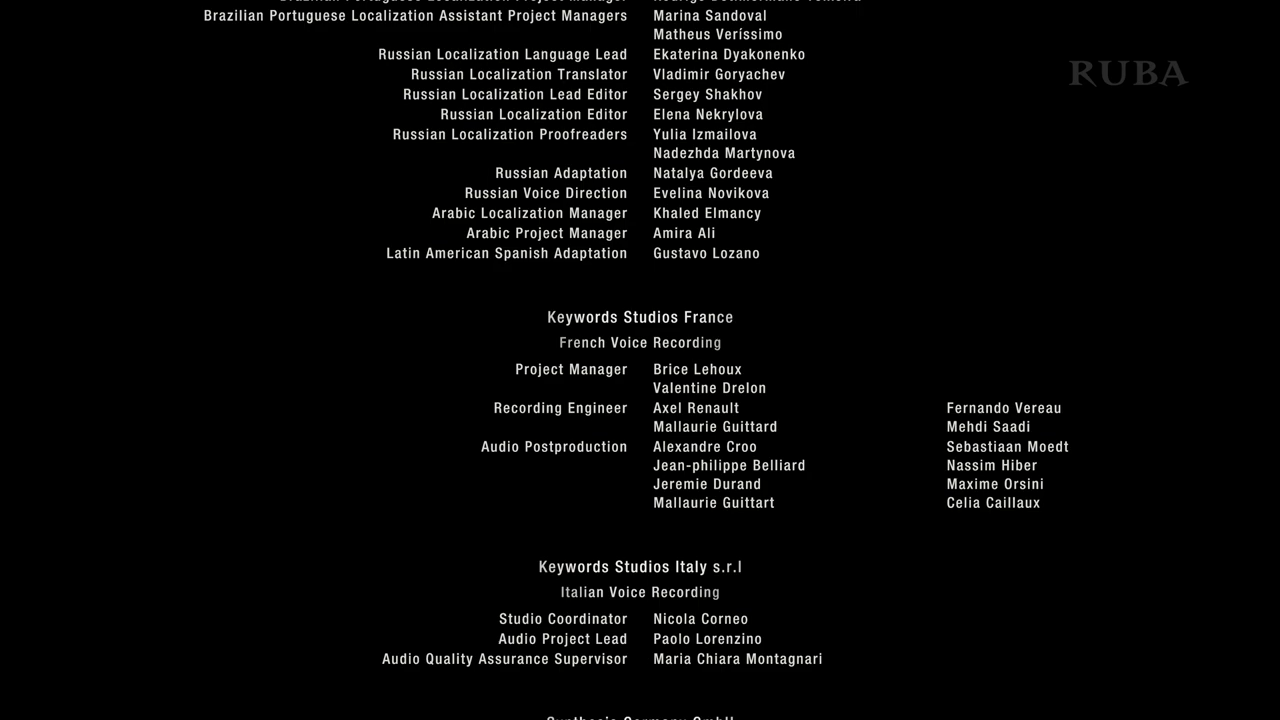 Brazilian Portuguese Localization Assistant Project Managers Marina Sandoval
Matheus Veríssimo
RUBA
Russian Localization Language Lead Ekaterina Dyakonenko
Russian Localization Translator Vladimir Goryachev
Russian Localization Lead Editor Sergey Shakhov
Russian Localization Editor Elena Nekrylova
Russian Localization Proofreaders Yulia Izmailova
Nadezhda Martynova
Russian Adaptation Natalya Gordeeva
Russian Voice Direction Evelina Novikova
Arabic Localization Manager Khaled Elmancy
Arabic Project Manager Amira Ali
Latin American Spanish Adaptation Gustavo Lozano
Keywords Studios France
French Voice Recording
Project Manager Brice Lehoux
Valentine Drelon
Recording Engineer Axel Renault Fernando Vereau
Mallaurie Guittard Mehdi Saadi
Audio Postproduction Alexandre Croo Sebastiaan Moedt
Jean-philippe Belliard Nassim Hiber
Jeremie Durand Maxime Orsini
Mallaurie Guittart Celia Caillaux
Keywords Studios Italy s.r.l
Italian Voice Recording
Studio Coordinator Nicola Corneo
Audio Project Lead Paolo Lorenzino
Audio Quality Assurance Supervisor Maria Chiara Montagnari